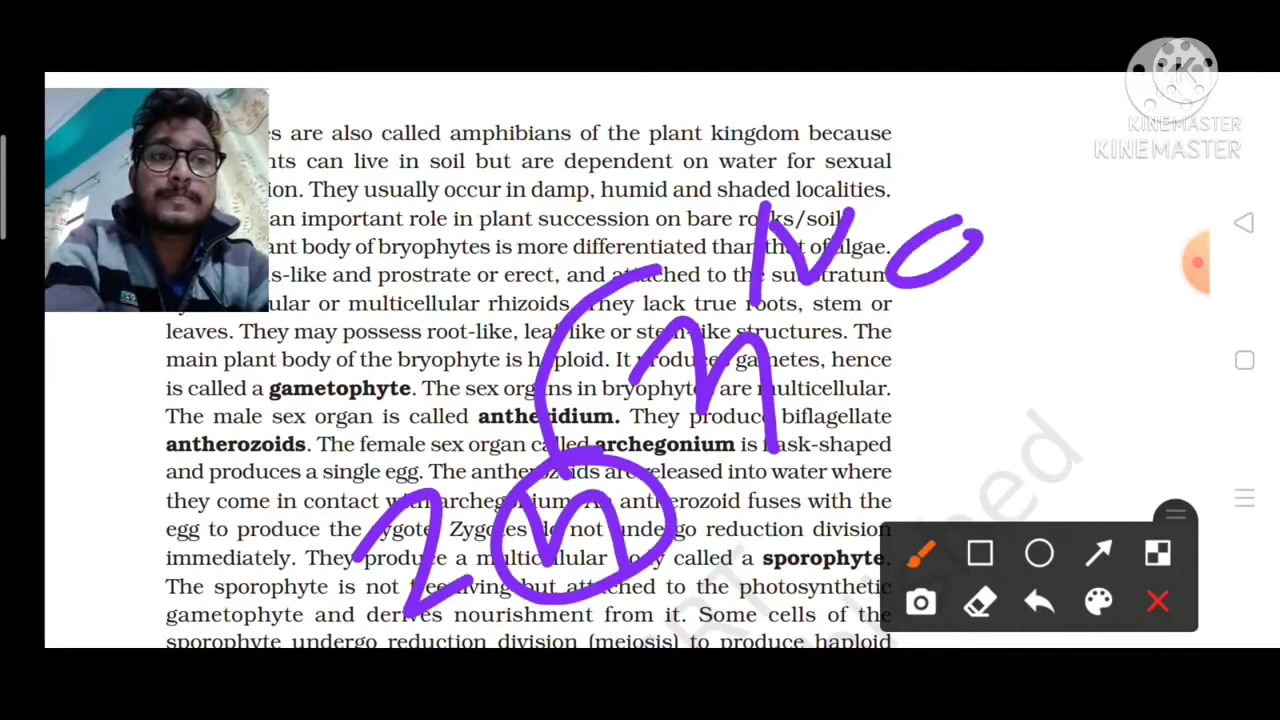 KINEMASTER
KINEMASTER
es are also called amphibians of the plant kingdom because
nts can live in soil but are dependent on water for sexual
ion. They usually occur in damp, humid and shaded localities.
an important role in plant succession on bare rocks/soil.
ant body of bryophytes is more differentiated than that of algae.
s-like and prostrate or erect, and attached to the substratum
ular or multicellular rhizoids. They lack true roots, stem or
leaves. They may possess root-like, leaf-like or stem-like structures. The
main plant body of the bryophyte is haploid. It produces gametes, hence
is called a gametophyte. The sex organs in bryophytes are multicellular.
The male sex organ is called antheridium. They produce biflagellate
antherozoids. The female sex organ called archegonium is flask-shaped
and produces a single egg. The antherozoids are released into water where
they come in contact with archegonium. An antherozoid fuses with the
egg to produce the zygote. Zygotes do not undergo reduction division
immediately. They produce a multicellular body called a sporophyte.
The sporophyte is not free-living but attached to the photosynthetic
gametophyte and derives nourishment from it. Some cells of the
sporophyte undergo reduction division (meiosis) to produce haploid
No
n
2n